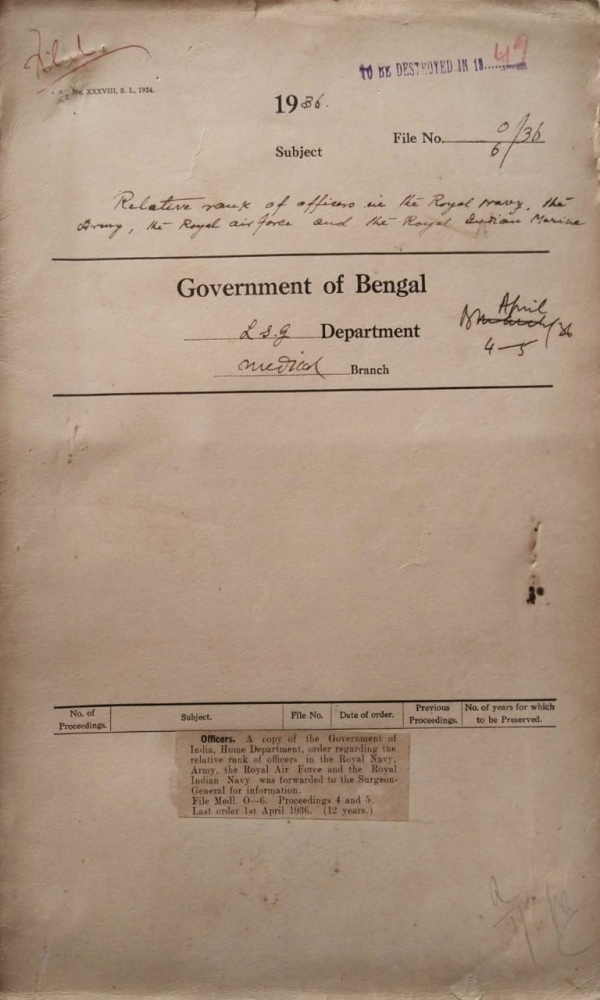 Filed
TO BE DESTROYED IN 19......49
No. XXXVIII, S. I., 1934.
1936.
File No. 0/6/36
Subject
Relative rank of officers in the Royal Navy, the
Army, the Royal air force and the Royal Indian Marine
Government of Bengal
L S. G Department
Medical Branch
April
B march/36
4—5
No. of Proceedings. Subject. File No. Date of order. Previous Proceedings. No. of years for which to be Preserved.
Officers. A copy of the Government of
India, Home Department, order regarding the
relative rank of officers in the Royal Navy,
Army, the Royal Air Force and the Royal
Indian Navy was forwarded to the Surgeon-
General for information.
File Medl. O—6. Proceedings 4 and 5.
Last order 1st April 1936. (12 years.)